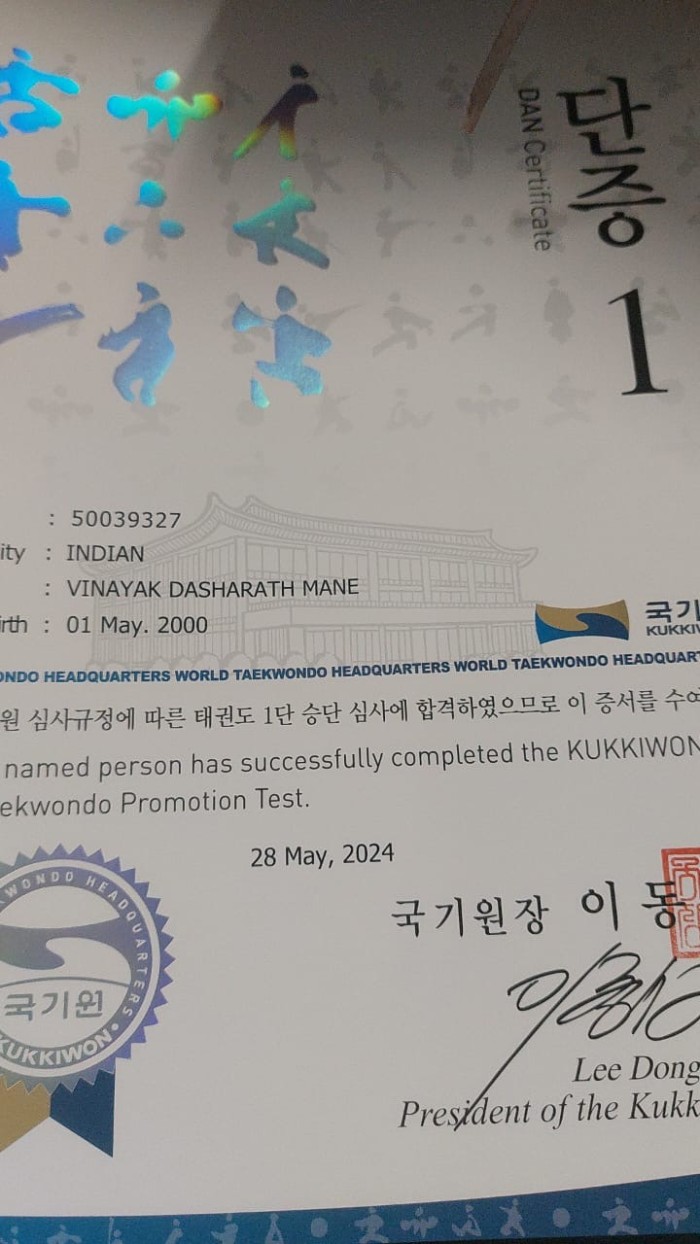 단증
DAN Certificate
1
: 50039327
ity : INDIAN
: VINAYAK DASHARATH MANE
irth : 01 May. 2000
국기
KUKKIW
ONDO HEADQUARTERS WORLD TAEKWONDO HEADQUARTERS WORLD TAEKWONDO HEADQUART
원 심사규정에 따른 태권도 1단 승단 심사에 합격하였으므로 이 증서를 수여
named person has successfully completed the KUKKIWON
ekwondo Promotion Test.
28 May, 2024
국기원장 이 동
Lee Dong
President of the Kukk
KWONDO HEADQUARTERS
국기원
KUKKIWON